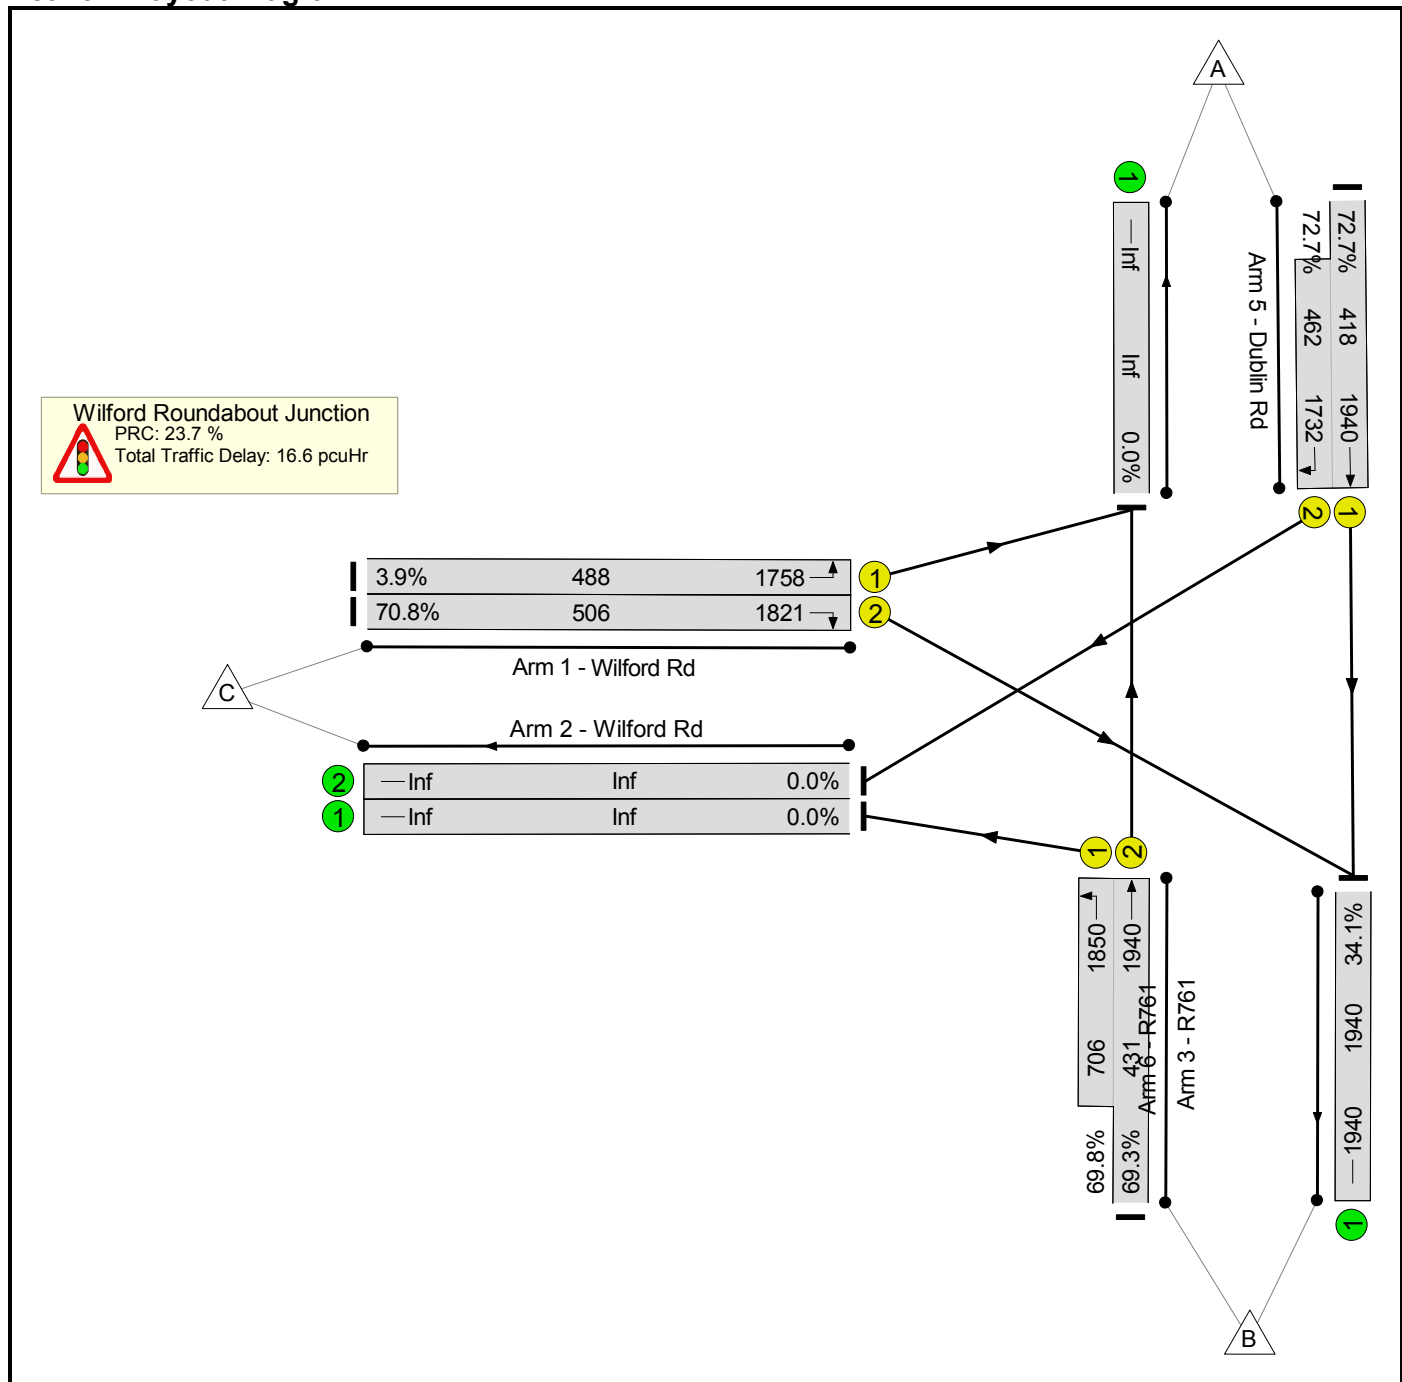 A
1
— Inf Inf 0.0%
Arm 5 - Dublin Rd
72.7% 418 1940
72.7% 462 1732
2 1
Wilford Roundabout Junction
PRC: 23.7 %
Total Traffic Delay: 16.6 pcuHr
3.9% 488 1758
1
70.8% 506 1821
2
Arm 1 - Wilford Rd
C
Arm 2 - Wilford Rd
2
— Inf Inf 0.0%
1
— Inf Inf 0.0%
1 2
69.8% 706 1850
69.3% 431 1940
Arm 6 - R761
Arm 3 - R761
1940 1940 34.1%
1
B